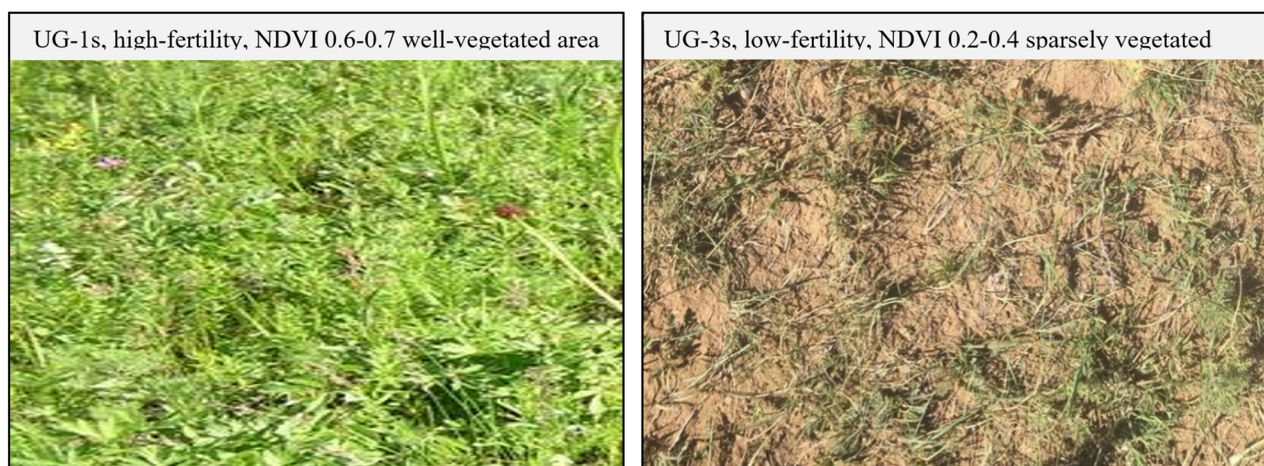 UG-1s, high-fertility, NDVI 0.6-0.7 well-vegetated area
UG-3s, low-fertility, NDVI 0.2-0.4 sparsely vegetated